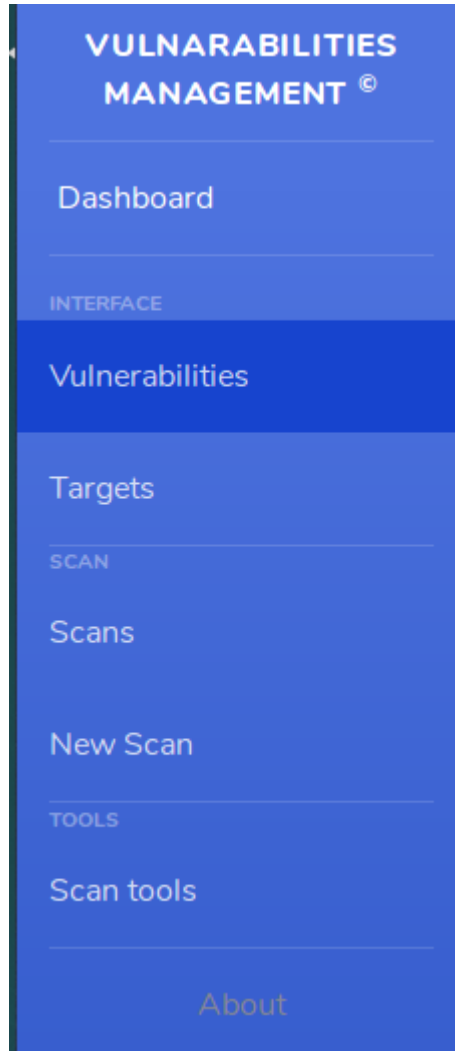 VULNARABILITIES
MANAGEMENT ©
Dashboard
INTERFACE
Vulnerabilities
Targets
SCAN
Scans
New Scan
TOOLS
Scan tools
About